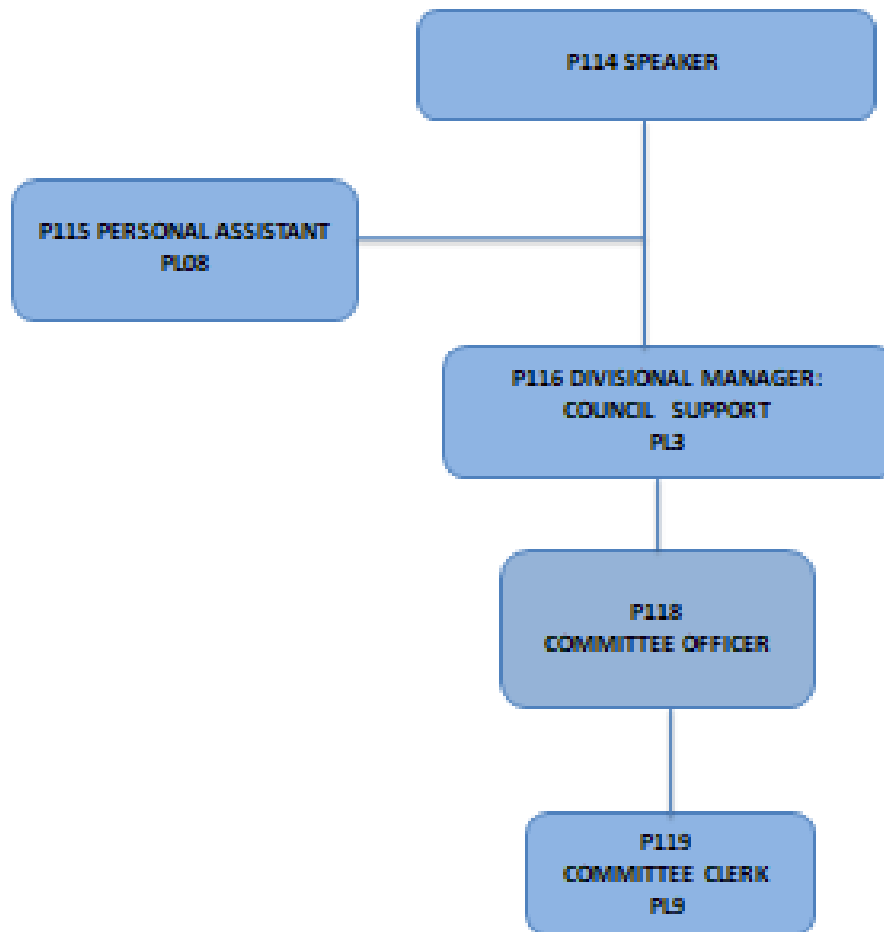 P114 SPEAKER
P115 PERSONAL ASSISTANT
PL08
P116 DIVISIONAL MANAGER:
COUNCIL SUPPORT
PL3
P118
COMMITTEE OFFICER
P119
COMMITTEE CLERK
PL9